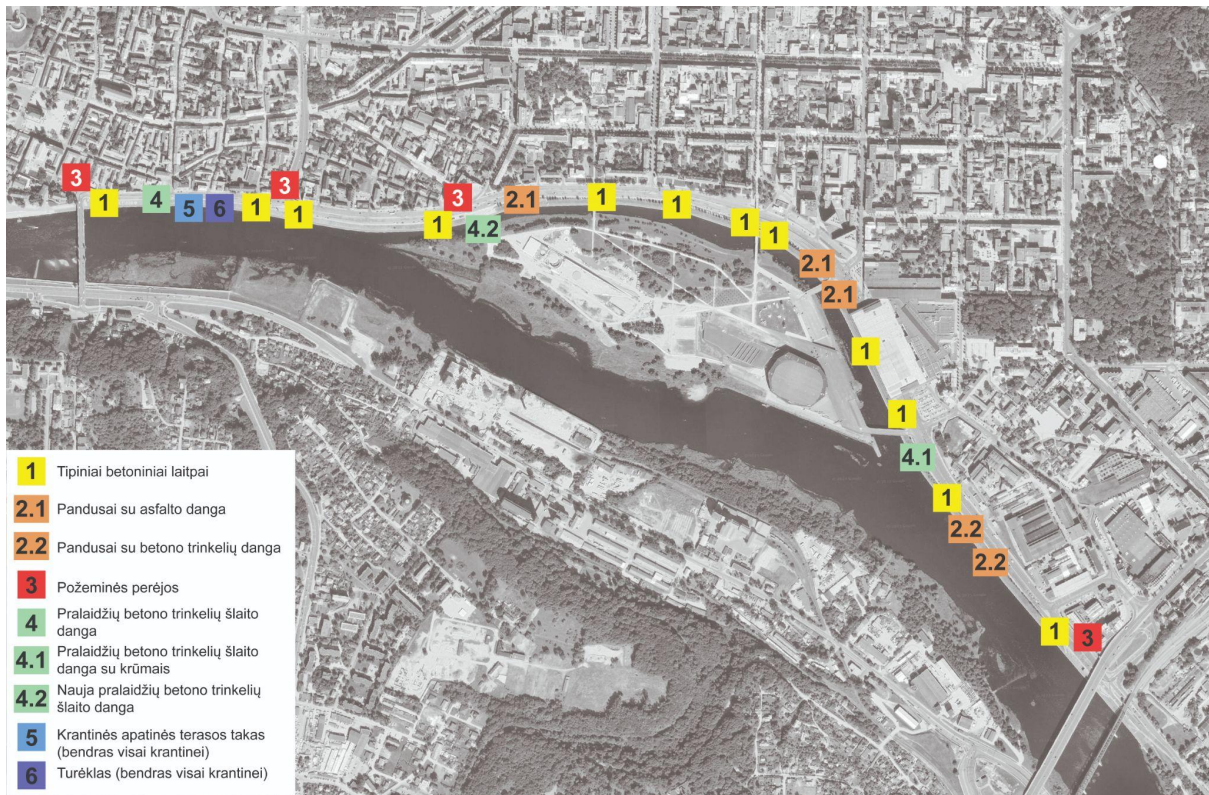 3
1
4
5
6
1
3
1
3
1
4.2
2.1
1
1
1
1
2.1
2.1
1
1
4.1
1
2.2
2.2
1
3
1 Tipiniai betoniniai laitpai
2.1 Pandusai su asfalto danga
2.2 Pandusai su betono trinkelių danga
3 Požeminės perėjos
4 Pralaidžių betono trinkelių šlaito
danga
4.1 Pralaidžių betono trinkelių šlaito
danga su krūmais
4.2 Nauja pralaidžių betono trinkelių
šlaito danga
5 Krantinės apatinės terasos takas
(bendras visai krantinei)
6 Turėklas (bendras visai krantinei)